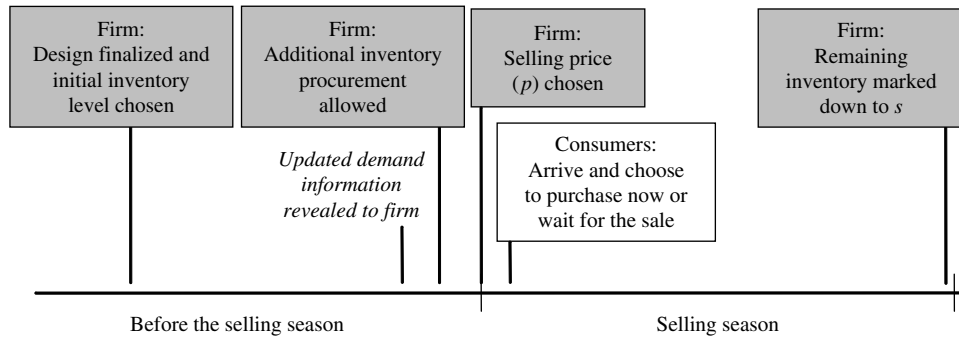 Firm:
Design finalized and
initial inventory
level chosen
Firm:
Additional inventory
procurement
allowed
Firm:
Selling price
(p) chosen
Firm:
Remaining
inventory marked
down to s
Updated demand
information
revealed to firm
Consumers:
Arrive and choose
to purchase now or
wait for the sale
Before the selling season
Selling season